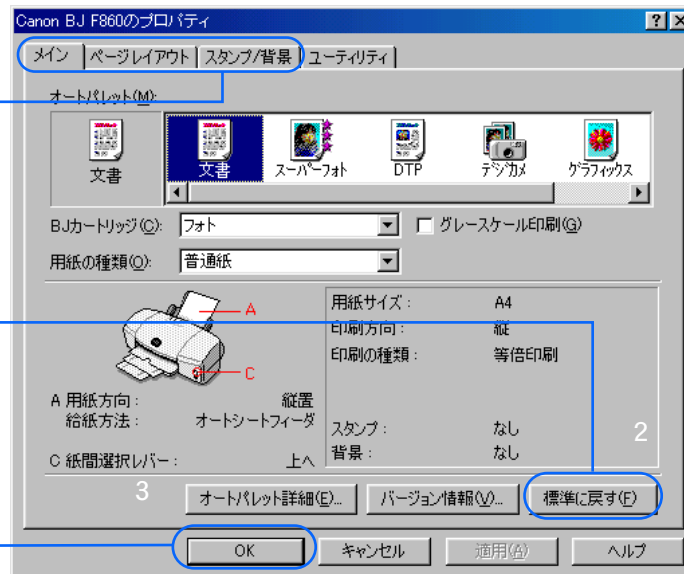 Canon BJ F860のプロパティ
メイン ページレイアウト スタンプ/背景 ユーティリティ
オートパレット(M):
文書 文書 スーパーフォト DTP デジカメ グラフィックス
BJカートリッジ(C): フォト グレースケール印刷(G)
用紙の種類(O): 普通紙
A
C
用紙サイズ : A4
印刷方向 : 縦
印刷の種類 : 等倍印刷
A 用紙方向 : 縦置
給紙方法 : オートシートフィーダ
スタンプ : なし
2
C 紙間選択レバー : 上へ
背景 : なし
3
オートパレット詳細(E)... バージョン情報(V)... 標準に戻す(F)
OK キャンセル 適用(A) ヘルプ